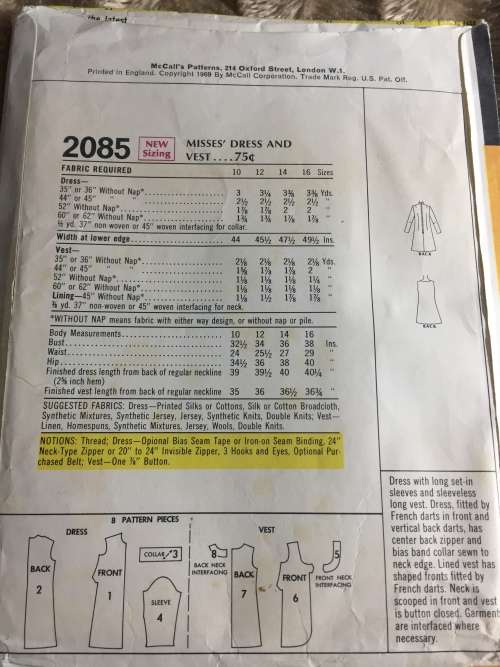 the latest
McCall's Patterns, 214 Oxford Street, London W.1.
Printed in England. Copyright 1969 By McCall Corporation. Trade Mark Reg. U.S. Pat. Off.
2085 NEW Sizing MISSES' DRESS AND VEST....75¢
FABRIC REQUIRED 10 12 14 16 Sizes
Dress—
35" or 36" Without Nap* 3 3¼ 3⅜ 3⅜ Yds.
44" or 45" " 2½ 2½ 2½ 2½ "
52" Without Nap* 1⅞ 1⅞ 2 2 "
60" or 62" Without Nap* 1¾ 1¾ 1⅞ 1⅞ "
yd. 37" non woven or 45" woven interfacing for collar.
Width at lower edge 44 45½ 47½ 49½ Ins.
Vest—
35" or 36" Without Nap* 2⅛ 2⅛ 2⅛ 2⅛ Yds.
44" or 45" " " 1⅝ 1⅞ 1⅞ 2 "
52" Without Nap* 1⅛ 1⅛ 1⅛ 1¼ "
60" or 62" Without Nap* 1⅛ 1⅛ 1⅛ 1⅛ "
Lining—45" Without Nap* 1⅛ 1½ 1⅞ 1⅞ "
yd. 37" non-woven or 45" woven interfacing for neck.
*WITHOUT NAP means fabric with either way design, or without nap or pile.
Body Measurements 10 12 14 16
Bust 32½ 34 36 38 Ins.
Waist 24 25½ 27 29 "
Hip 34½ 36 38 40 "
Finished dress length from back of regular neckline 39 39½ 40 40¼ "
(2⅝ inch hem)
Finished vest length from back of regular neckline 35 36 36½ 36¾ "
SUGGESTED FABRICS: Dress—Printed Silks or Cottons, Silk or Cotton Broadcloth,
Synthetic Mixtures, Synthetic Jersey, Synthetic Knits, Double Knits; Vest—
Linen, Homespuns, Synthetic Mixtures, Jersey, Wools, Double Knits.
NOTIONS: Thread; Dress—Optional Bias Seam Tape or Iron-on Seam Binding, 24"
Neck-Type Zipper or 20" to 24" Invisible Zipper, 3 Hooks and Eyes, Optional Pur-
chased Belt; Vest—One ⅞" Button.
BACK
BACK
8 PATTERN PIECES
DRESS
VEST
BACK
2
FRONT
1
COLLAR 3
SLEEVE
4
8
BACK NECK
INTERFACING
BACK
7
FRONT
6
5
FRONT NECK
INTERFACING
Dress with long set-in
sleeves and sleeveless
long vest. Dress, fitted by
French darts in front and
vertical back darts, has
center back zipper and
bias band collar sewn to
neck edge. Lined vest has
shaped fronts fitted by
French darts. Neck is
scooped in front and vest
is button closed. Garment
are interfaced where
necessary.